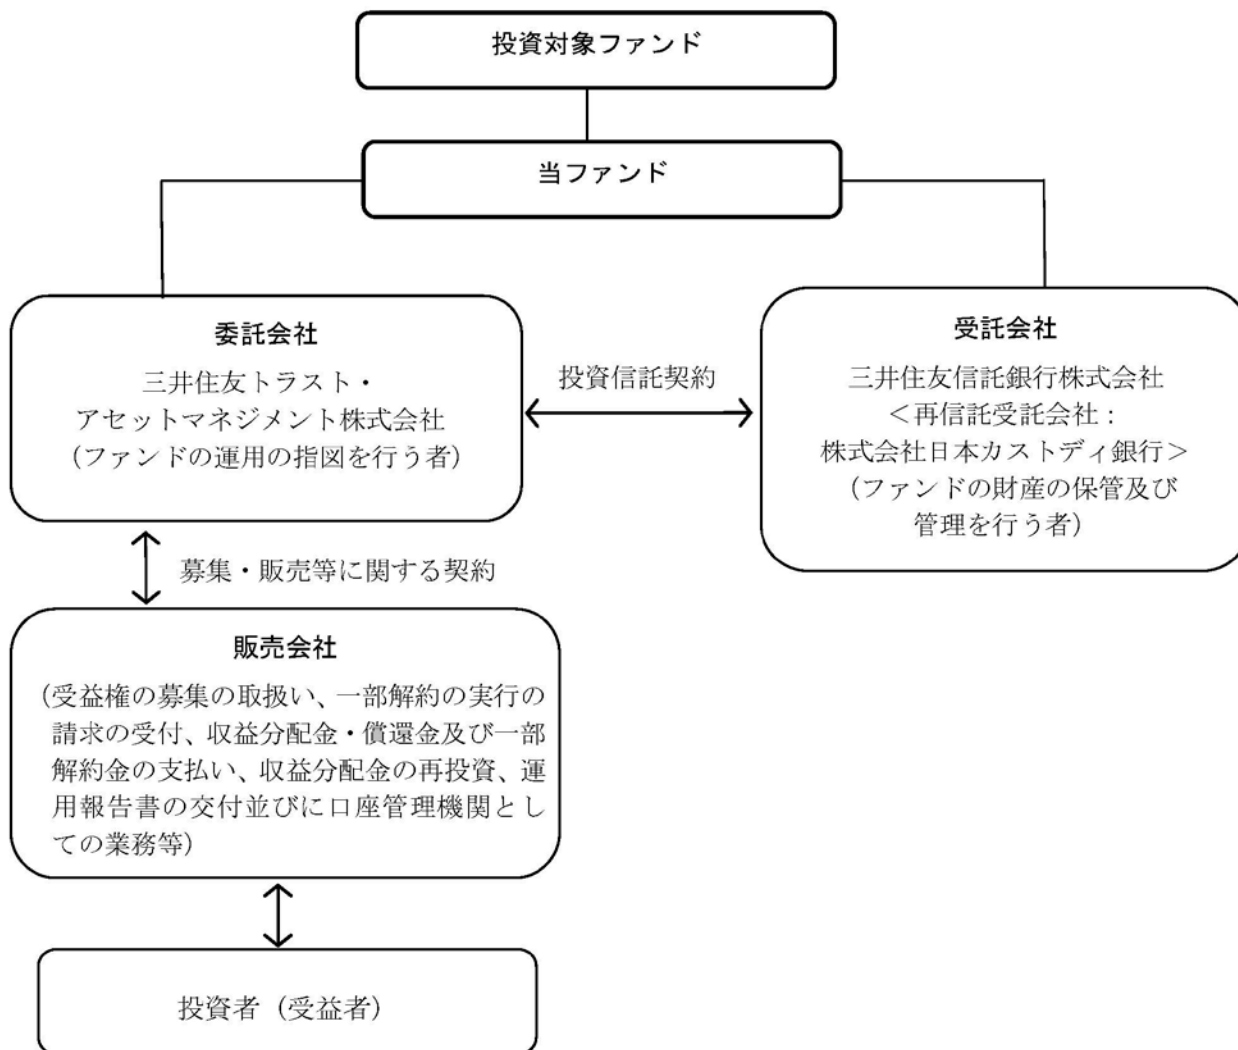 投資対象ファンド
当ファンド
委託会社
三井住友トラスト・
アセットマネジメント株式会社
（ファンドの運用の指図を行う者）
投資信託契約
受託会社
三井住友信託銀行株式会社
＜再信託受託会社：
株式会社日本カストディ銀行＞
（ファンドの財産の保管及び
管理を行う者）
募集・販売等に関する契約
販売会社
（受益権の募集の取扱い、一部解約の実行の
請求の受付、収益分配金・償還金及び一部
解約金の支払い、収益分配金の再投資、運
用報告書の交付並びに口座管理機関とし
ての業務等）
投資者（受益者）